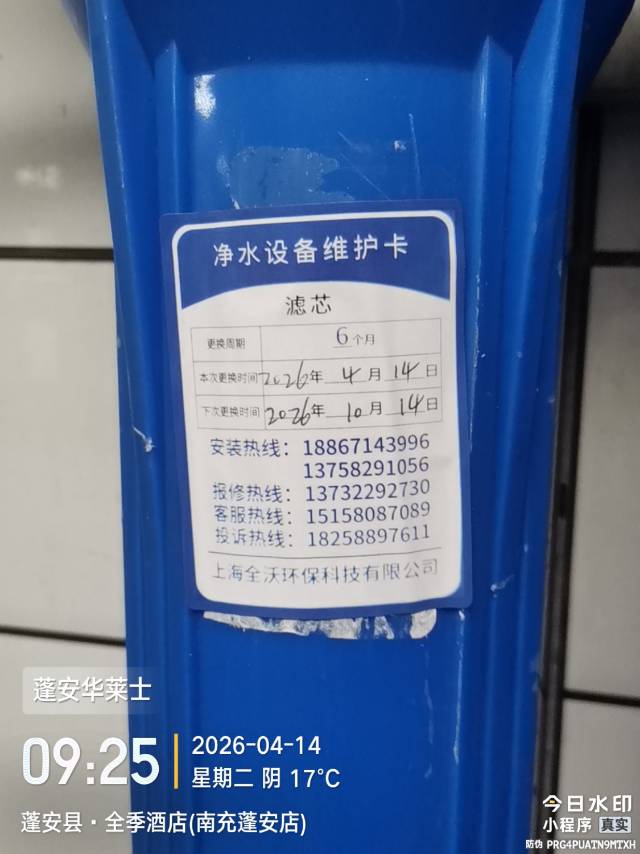 净水设备维护卡
滤芯
更换周期 6个月
本次更换时间 2026年 4月 14日
下次更换时间 2026年 10月 14日
安装热线：18867143996
13758291056
报修热线：13732292730
客服热线：15158087089
投诉热线：18258897611
上海全沃环保科技有限公司
蓬安华莱士
09:25
2026-04-14
星期二 阴 17°C
蓬安县·全季酒店(南充蓬安店)
今日水印
小程序 真实
防伪 PRG4PUATN9MTXH